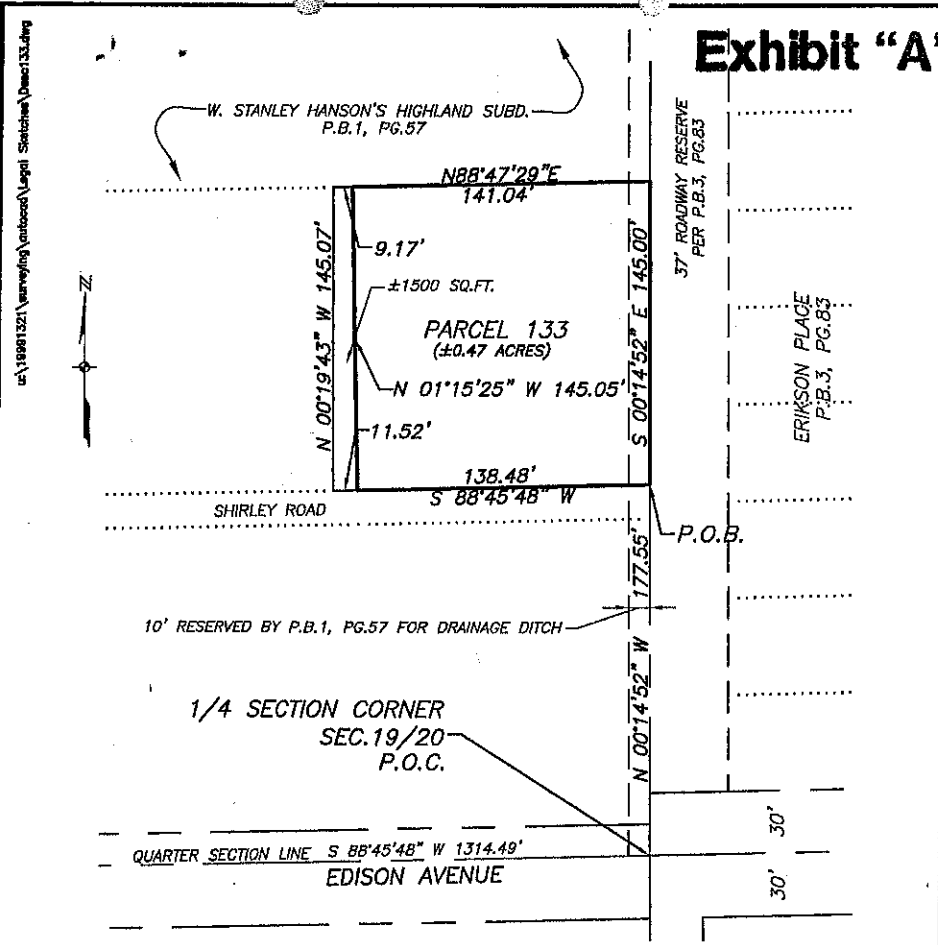 u:\19981321\surveying\autocad\Legal Sketches\Desc133.dwg
Exhibit "A"
W. STANLEY HANSON'S HIGHLAND SUBD.
P.B.1, PG.57
37' ROADWAY RESERVE
PER P.B.3, PG.83
N88°47'29"E
141.04'
N 00°19'43" W 145.07'
9.17'
±1500 SQ.FT.
PARCEL 133
(±0.47 ACRES)
N 01°15'25" W 145.05'
11.52'
S 00°14'52" E 145.00'
ERIKSON PLACE
P.B.3, PG.83
N
138.48'
S 88°45'48" W
SHIRLEY ROAD
P.O.B.
N 00°14'52" W 177.55'
10' RESERVED BY P.B.1, PG.57 FOR DRAINAGE DITCH
1/4 SECTION CORNER
SEC.19/20
P.O.C.
30'
QUARTER SECTION LINE S 88°45'48" W 1314.49'
EDISON AVENUE
30'